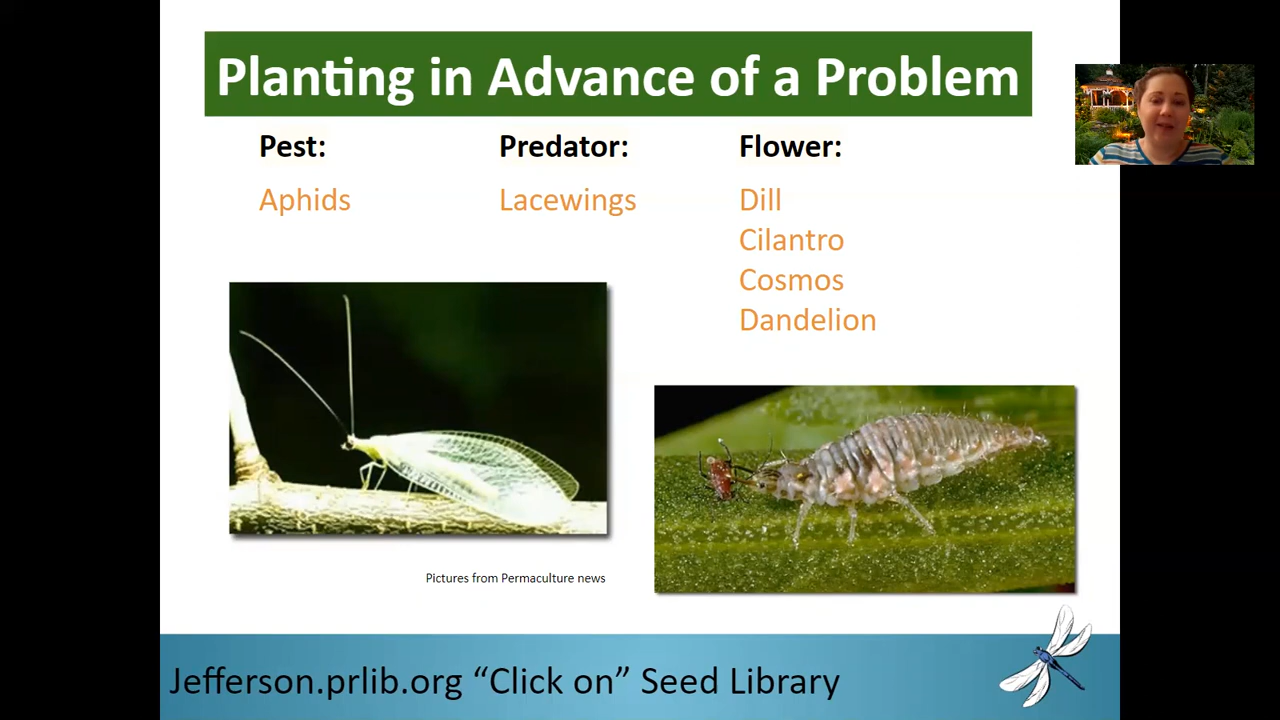 Planting in Advance of a Problem
Pest:
Predator:
Flower:
Aphids
Lacewings
Dill
Cilantro
Cosmos
Dandelion
Pictures from Permaculture news
Jefferson.prlib.org “Click on” Seed Library